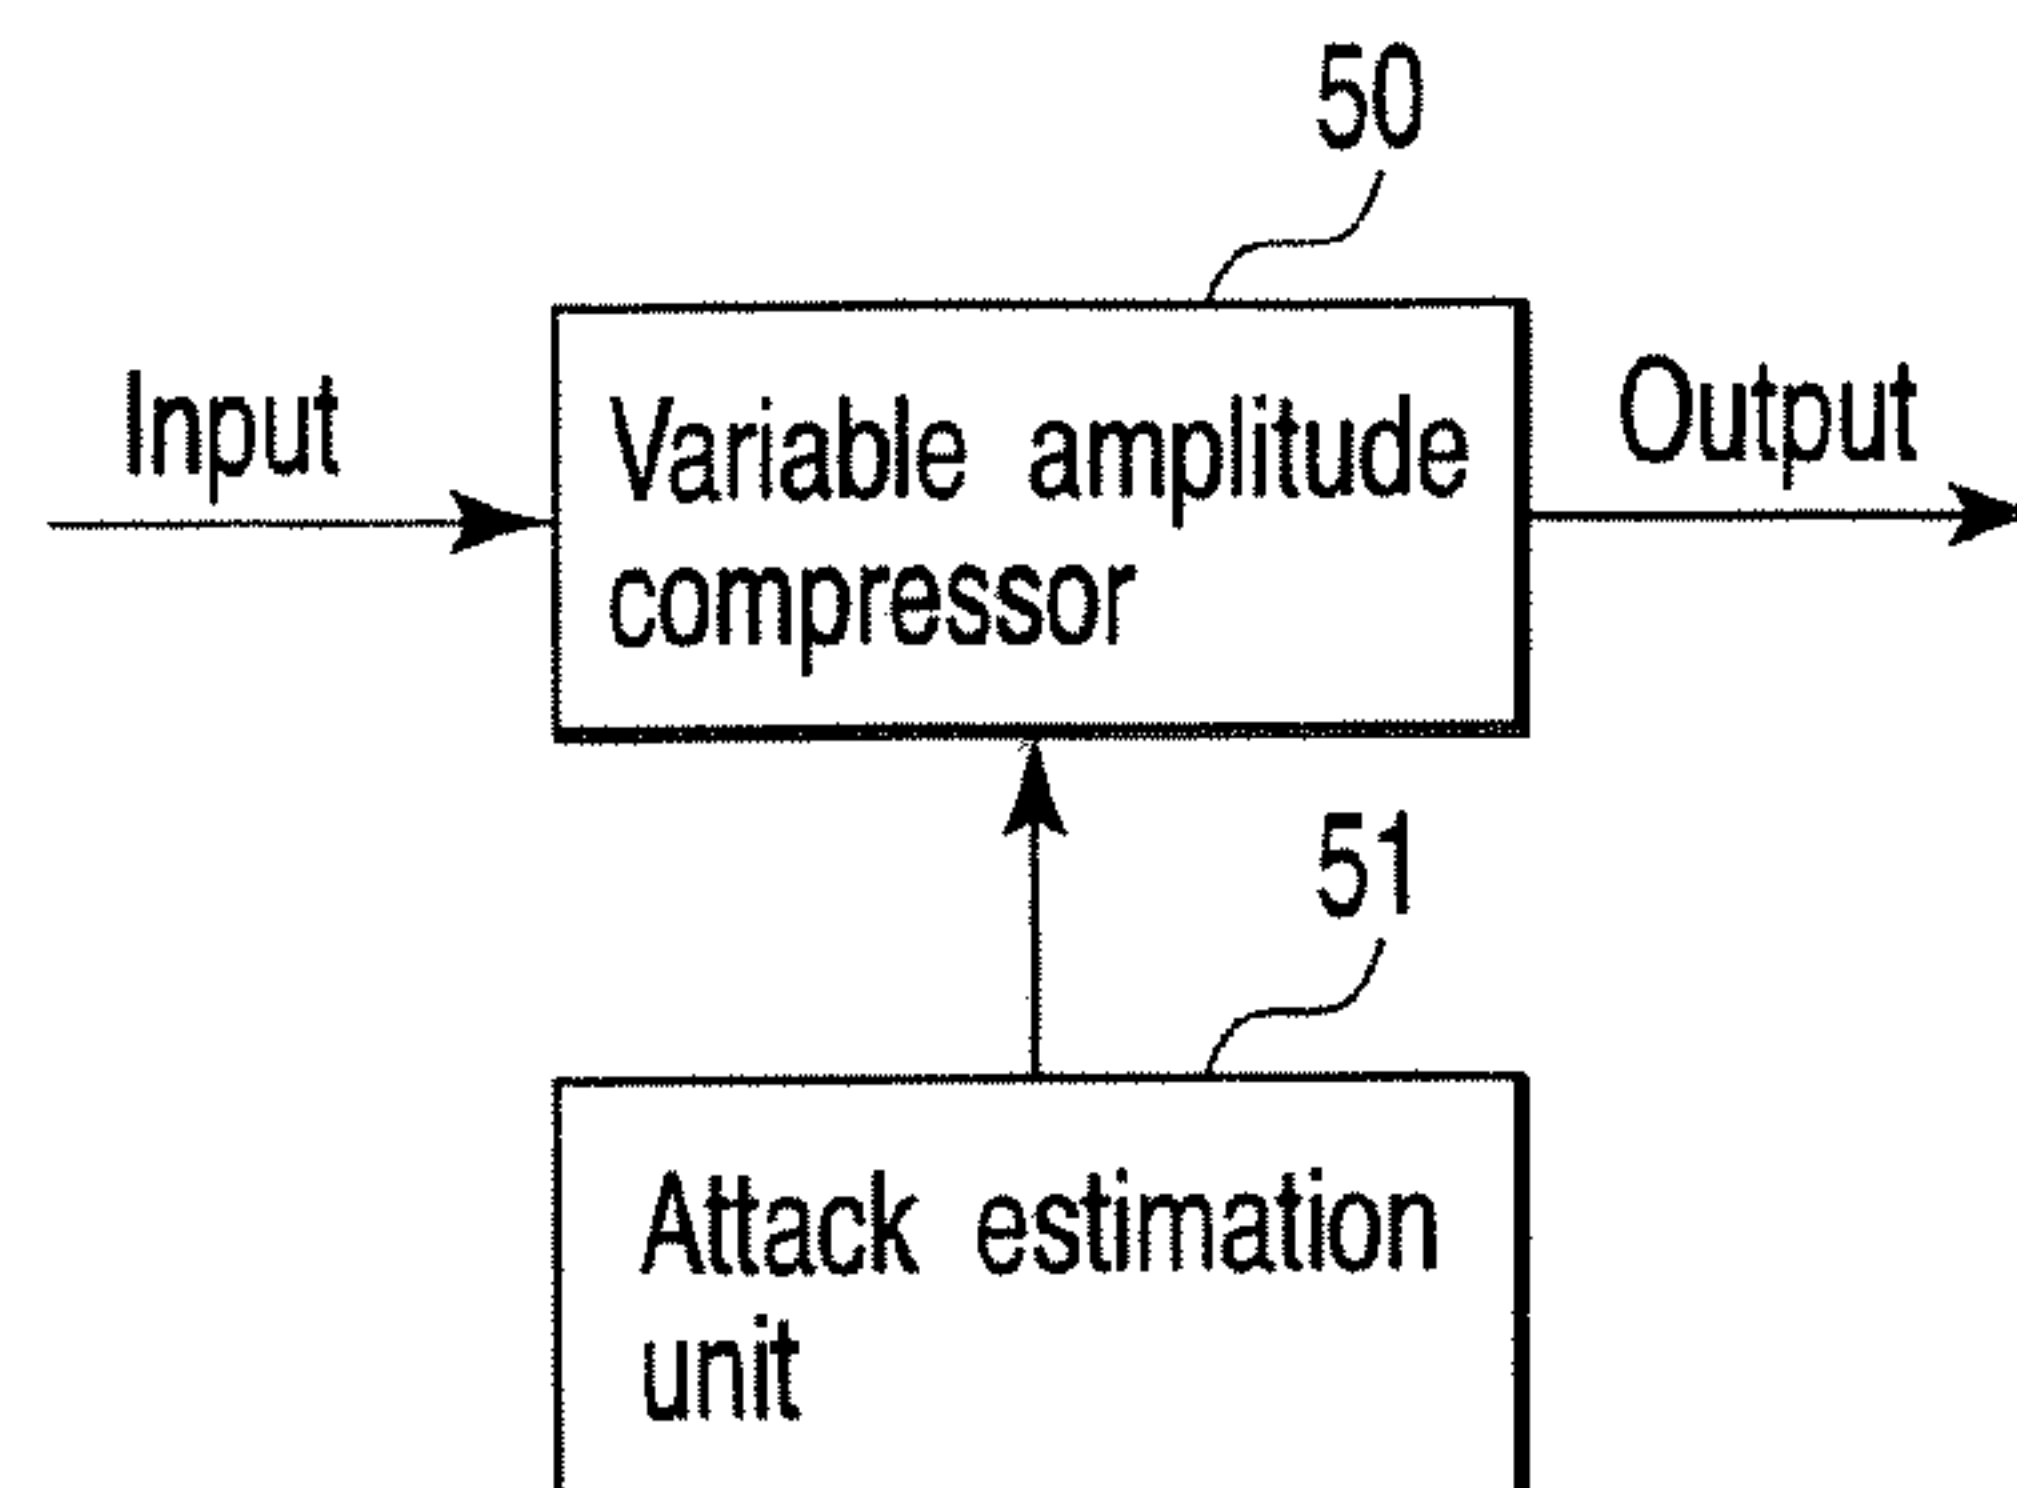 50
Input
Variable amplitude
compressor
Output
51
Attack estimation
unit